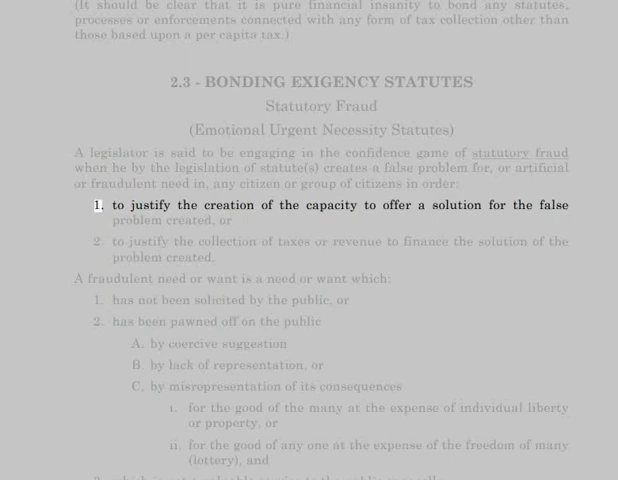 (It should be clear that it is pure financial insanity to bond any statutes,
processes or enforcements connected with any form of tax collection other than
those based upon a per capita tax.)
2.3 - BONDING EXIGENCY STATUTES
Statutory Fraud
(Emotional Urgent Necessity Statutes)
A legislator is said to be engaging in the confidence game of statutory fraud
when he by the legislation of statute(s) creates a false problem for, or artificial
or fraudulent need in, any citizen or group of citizens in order:
1. to justify the creation of the capacity to offer a solution for the false
problem created, or
2. to justify the collection of taxes or revenue to finance the solution of the
problem created.
A fraudulent need or want is a need or want which:
1. has not been solicited by the public, or
2. has been pawned off on the public
A. by coercive suggestion
B. by lack of representation, or
C. by misrepresentation of its consequences
i. for the good of the many at the expense of individual liberty
or property, or
ii. for the good of any one at the expense of the freedom of many
(lottery), and